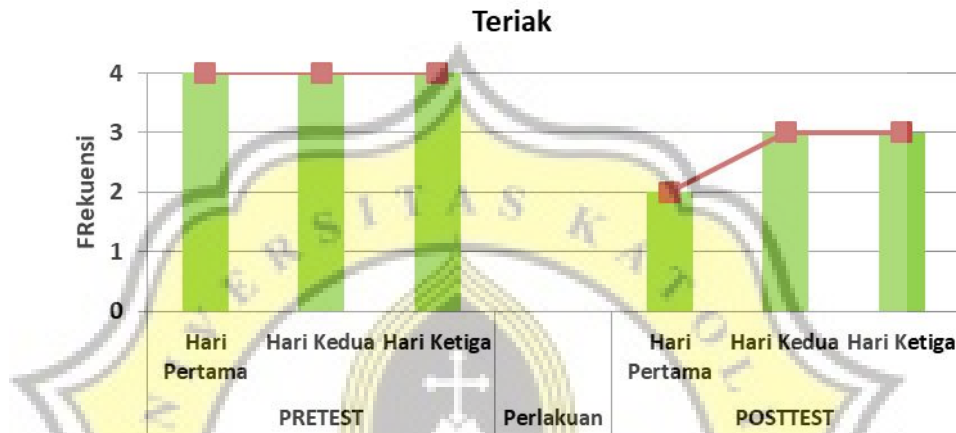 Teriak
FRekuensi
4
3
2
1
0
Hari Pertama
Hari Kedua
Hari Ketiga
Hari Pertama
Hari Kedua
Hari Ketiga
PRETEST
Perlakuan
POSTTEST